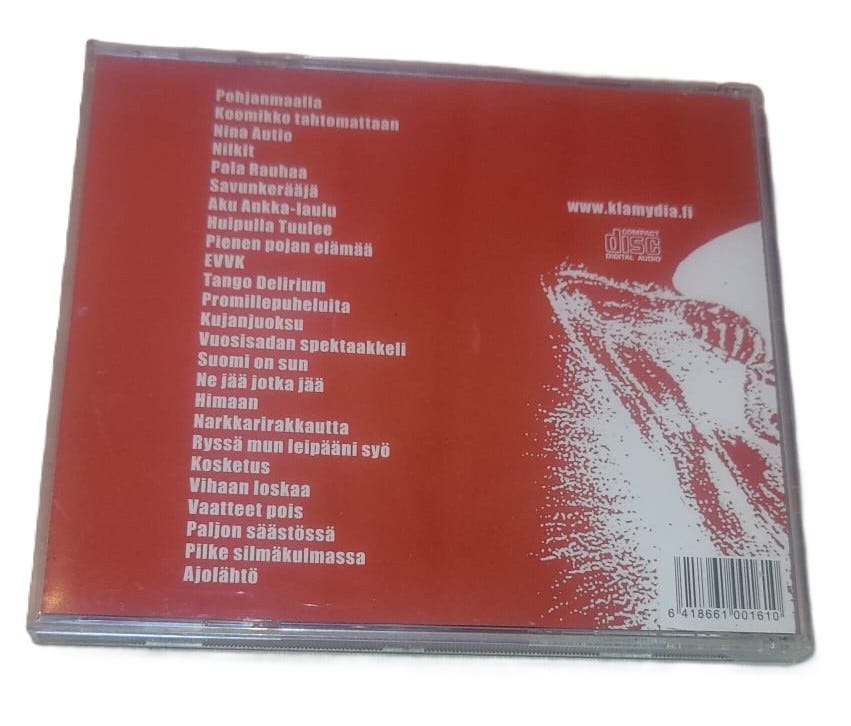 Pohjanmaalla
Koomikko tahtomattaan
Nina Autio
Nilkit
Pala Rauhaa
Savunkerääjä
Aku Ankka-laulu
Huipulla Tuulee
Pienen pojan elämää
EVVK
Tango Delirium
Promillepuheluita
Kujanjuoksu
Vuosisadan spektaakkeli
Suomi on sun
Ne jää jotka jää
Himaan
Narkkarirakkautta
Ryssä mun leipääni syö
Kosketus
Vihaan loskaa
Vaatteet pois
Paljon säästössä
Pilke silmäkulmassa
Ajolähtö
www.klamydia.fi
COMPACT
disc
DIGITAL AUDIO
6 418661 001610